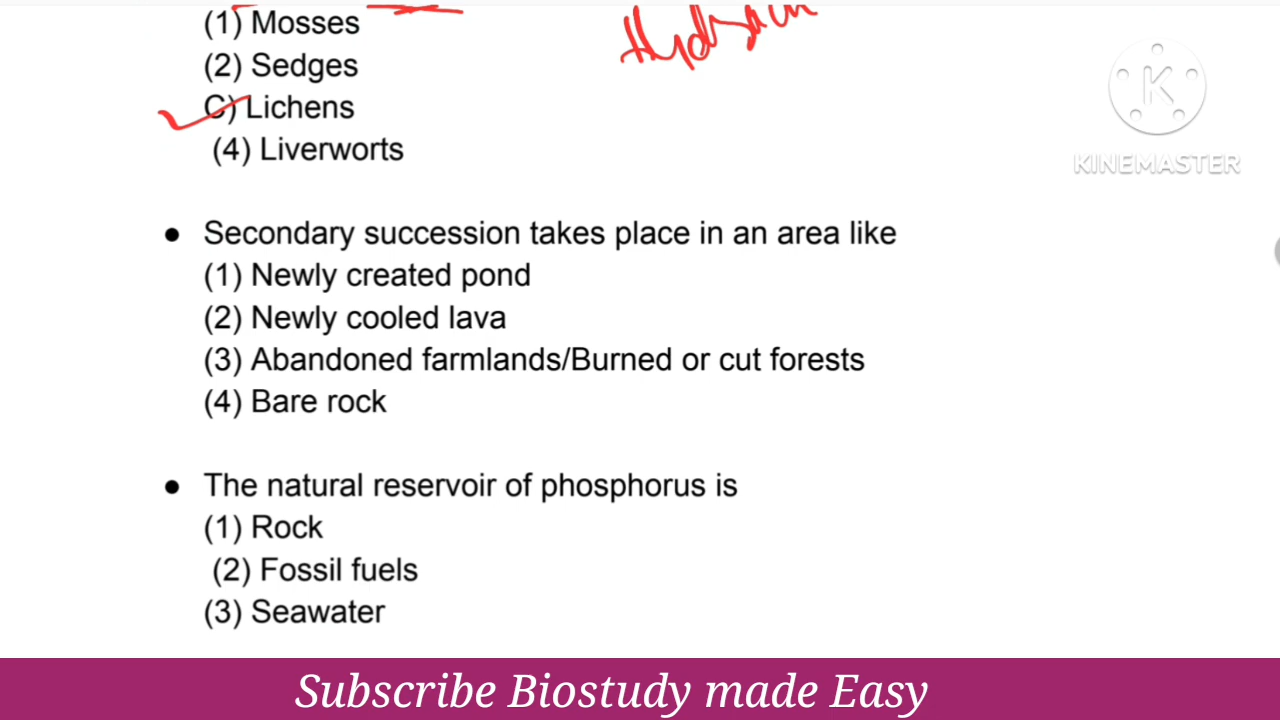 (1) Mosses
(2) Sedges
C) Lichens
(4) Liverworts
KINEMASTER
● Secondary succession takes place in an area like
(1) Newly created pond
(2) Newly cooled lava
(3) Abandoned farmlands/Burned or cut forests
(4) Bare rock
● The natural reservoir of phosphorus is
(1) Rock
(2) Fossil fuels
(3) Seawater
Subscribe Biostudy made Easy